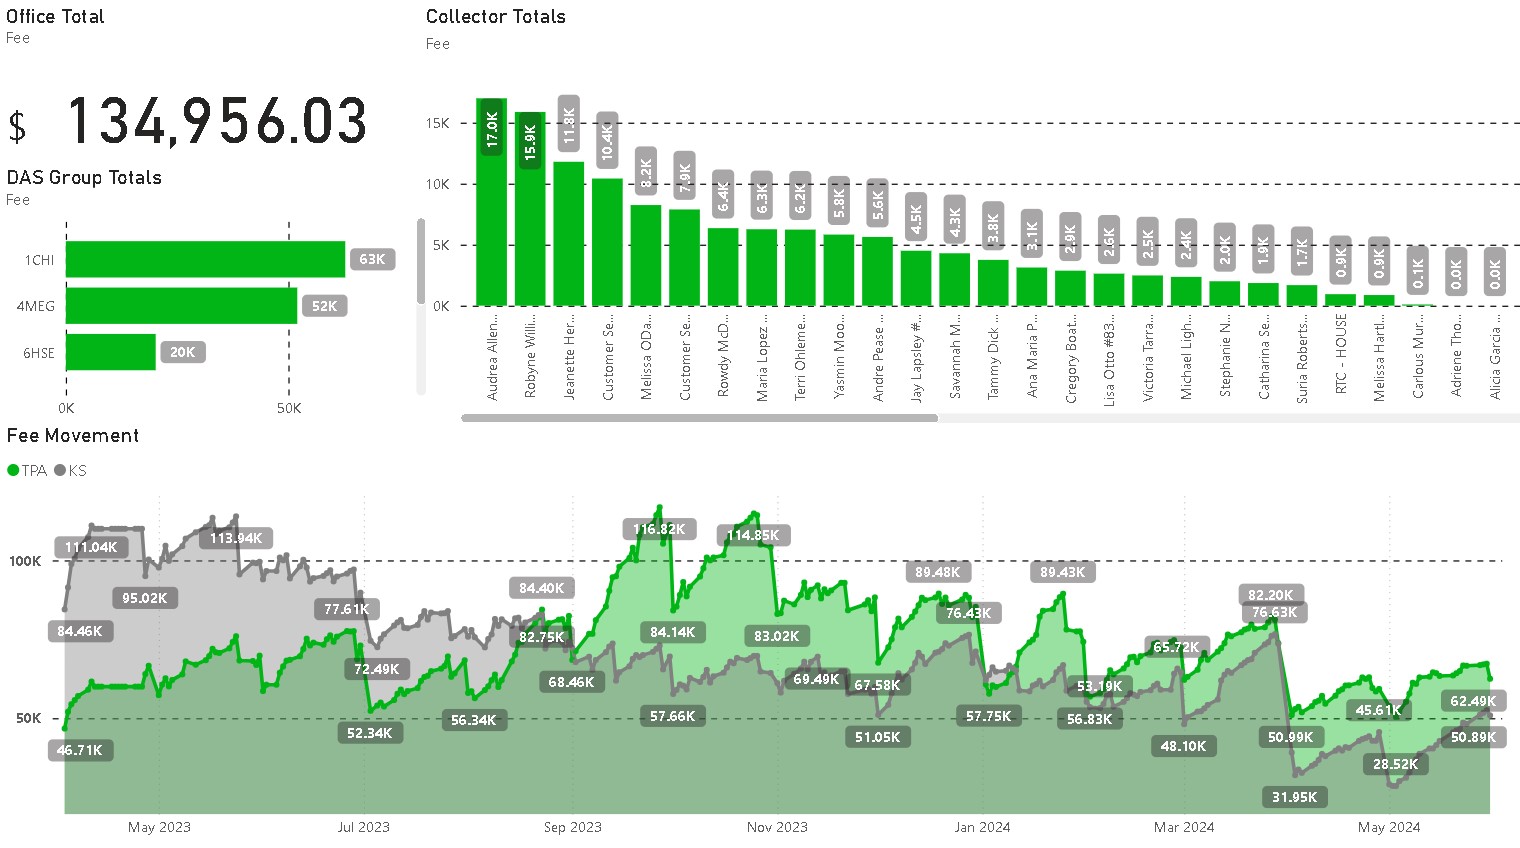 Office Total
Fee
$ 134,956.03
DAS Group Totals
Fee
1CHI 63K
4MEG 52K
6HSE 20K
0K 50K
Collector Totals
Fee
15K
10K
5K
0K
17.0K 15.9K 11.8K 10.4K 8.2K 7.9K 6.4K 6.3K 6.2K 5.8K 5.6K 4.5K 4.3K 3.8K 3.1K 2.9K 2.6K 2.5K 2.4K 2.0K 1.9K 1.7K 0.9K 0.9K 0.1K 0.0K 0.0K
Audrea Allen...
Robyne Willi...
Jeanette Her...
Customer Se...
Melissa ODa...
Customer Se...
Rowdy McD...
Maria Lopez ...
Terri Ohleme...
Yasmin Moo...
Andre Pease ...
Jay Lapsley #...
Savannah M...
Tammy Dick ...
Ana Maria P...
Cregory Boat...
Lisa Otto #83...
Victoria Tarra...
Michael Ligh...
Stephanie N...
Catharina Se...
Suria Roberts...
RTC - HOUSE
Melissa Hartl...
Carlous Mur...
Adriene Tho...
Alicia Garcia ...
Fee Movement
TPA KS
100K
50K
111.04K
84.46K
46.71K
95.02K
113.94K
77.61K
72.49K
52.34K
56.34K
84.40K
82.75K
68.46K
116.82K
84.14K
57.66K
114.85K
83.02K
69.49K
67.58K
51.05K
89.48K
76.43K
57.75K
89.43K
53.19K
56.83K
65.72K
48.10K
82.20K
76.63K
50.99K
31.95K
45.61K
28.52K
62.49K
50.89K
May 2023 Jul 2023 Sep 2023 Nov 2023 Jan 2024 Mar 2024 May 2024